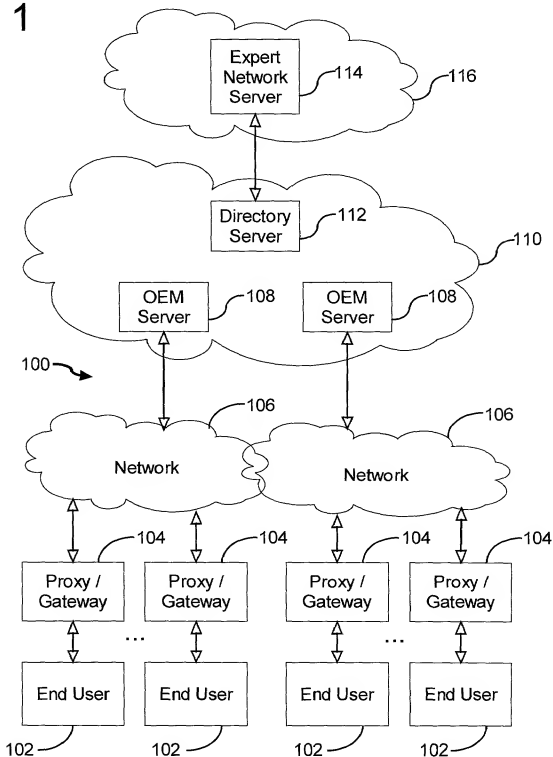 1
Expert
Network
Server
114
116
Directory
Server
112
110
OEM
Server
108
OEM
Server
108
100
106
106
Network
Network
104
104
104
104
Proxy /
Gateway
Proxy /
Gateway
Proxy /
Gateway
Proxy /
Gateway
...
...
End User
End User
End User
End User
102
102
102
102